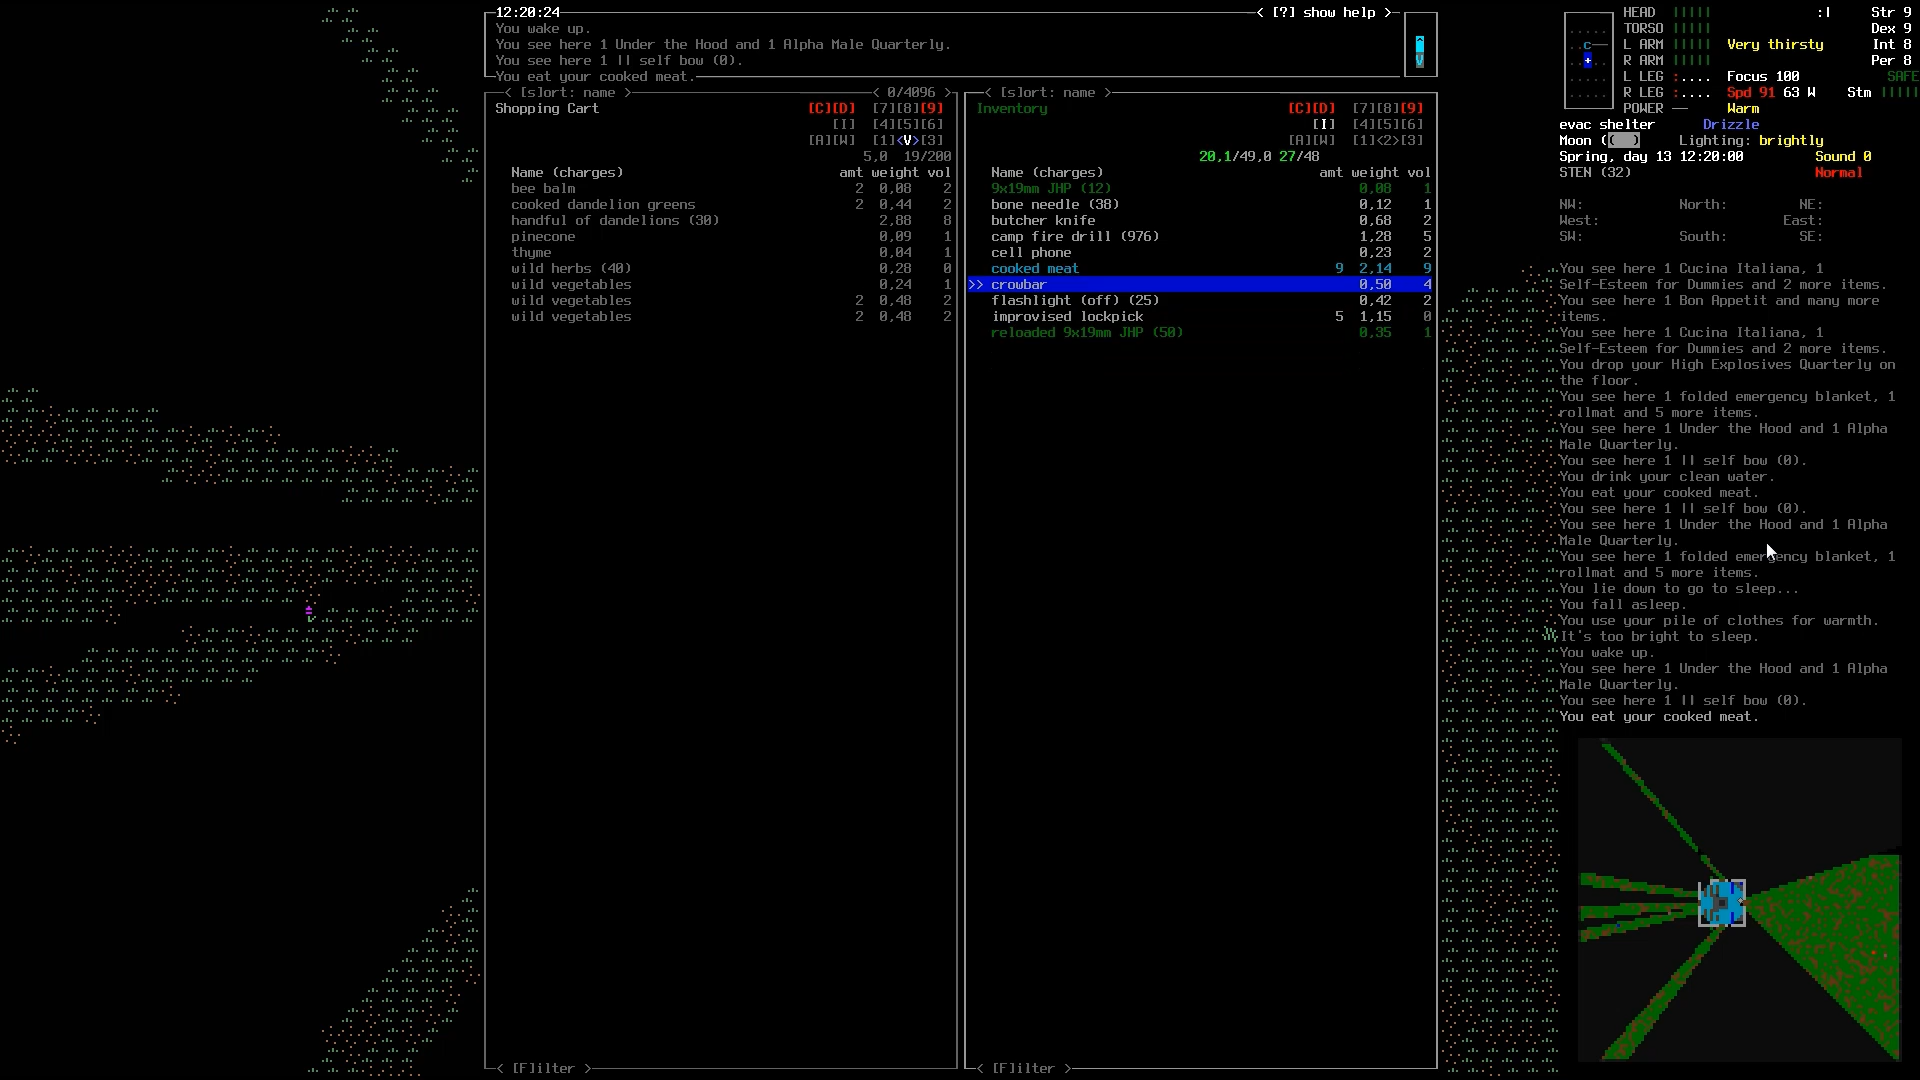 12:20:24 < [?] show help >
You wake up.
You see here 1 Under the Hood and 1 Alpha Male Quarterly.
You see here 1 || self bow (0).
You eat your cooked meat.
< [s]ort: name > < 0/4096 >
Shopping Cart [C][D] [7][8][9]
[I] [4][5][6]
[A][W] [1]<V>[3]
5,0 19/200
Name (charges) amt weight vol
bee balm 2 0,08 2
cooked dandelion greens 2 0,44 2
handful of dandelions (30) 2,88 8
pinecone 0,09 1
thyme 0,04 1
wild herbs (40) 0,28 0
wild vegetables 0,24 1
wild vegetables 2 0,48 2
wild vegetables 2 0,48 2
< [F]ilter >
< [s]ort: name >
Inventory [C][D] [7][8][9]
[I] [4][5][6]
[A][W] [1]<2>[3]
20,1/49,0 27/48
Name (charges) amt weight vol
9x19mm JHP (12) 0,08 1
bone needle (38) 0,12 1
butcher knife 0,68 2
camp fire drill (976) 1,28 5
cell phone 0,23 2
cooked meat 9 2,14 9
>> crowbar 0,50 4
flashlight (off) (25) 0,42 2
improvised lockpick 5 1,15 0
reloaded 9x19mm JHP (50) 0,35 1
< [F]ilter >
HEAD ||||| :| Str 9
TORSO ||||| Dex 9
L ARM ||||| Very thirsty Int 8
R ARM ||||| Per 8
L LEG :.... Focus 100 SAFE
R LEG :.... Spd 91 63 W Stm |||||
POWER — Warm
evac shelter Drizzle
Moon (( )) Lighting: brightly
Spring, day 13 12:20:00 Sound 0
STEN (32) Normal
NW: North: NE:
West: East:
SW: South: SE:
You see here 1 Cucina Italiana, 1
Self-Esteem for Dummies and 2 more items.
You see here 1 Bon Appetit and many more
items.
You see here 1 Cucina Italiana, 1
Self-Esteem for Dummies and 2 more items.
You drop your High Explosives Quarterly on
the floor.
You see here 1 folded emergency blanket, 1
rollmat and 5 more items.
You see here 1 Under the Hood and 1 Alpha
Male Quarterly.
You see here 1 || self bow (0).
You drink your clean water.
You eat your cooked meat.
You see here 1 || self bow (0).
You see here 1 Under the Hood and 1 Alpha
Male Quarterly.
You see here 1 folded emergency blanket, 1
rollmat and 5 more items.
You lie down to go to sleep...
You fall asleep.
You use your pile of clothes for warmth.
It's too bright to sleep.
You wake up.
You see here 1 Under the Hood and 1 Alpha
Male Quarterly.
You see here 1 || self bow (0).
You eat your cooked meat.